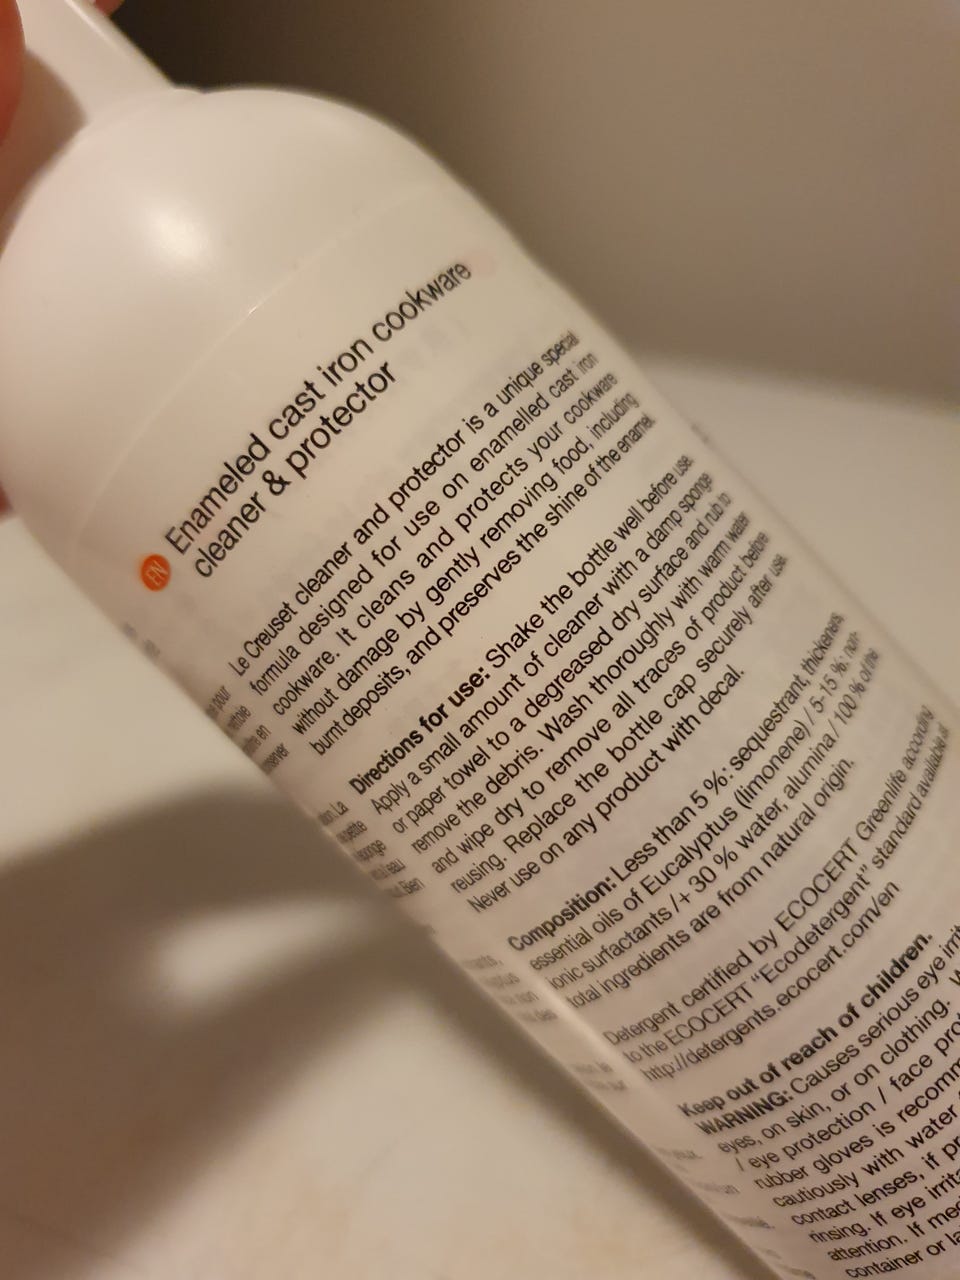 EN
Enameled cast iron cookware
cleaner & protector
Le Creuset cleaner and protector is a unique special
formula designed for use on enamelled cast iron
cookware. It cleans and protects your cookware
without damage by gently removing food, including
burnt deposits, and preserves the shine of the enamel.
Directions for use: Shake the bottle well before use.
Apply a small amount of cleaner with a damp sponge
or paper towel to a degreased dry surface and rub to
remove the debris. Wash thoroughly with warm water
and wipe dry to remove all traces of product before
reusing. Replace the bottle cap securely after use.
Never use on any product with decal.
Composition: Less than 5 %: sequestrant, thickeners,
essential oils of Eucalyptus (limonene) / 5-15 %: non-
ionic surfactants /+ 30 % water, alumina / 100 % of the
total ingredients are from natural origin.
Detergent certified by ECOCERT Greenlife according
to the ECOCERT "Ecodetergent" standard available at
http://detergents.ecocert.com/en
Keep out of reach of children.
WARNING: Causes serious eye
eyes, on skin, or on clothing.
/ eye protection / face
rubber gloves is
cautiously with water
contact lenses, if
rinsing. If eye
attention. If
container or